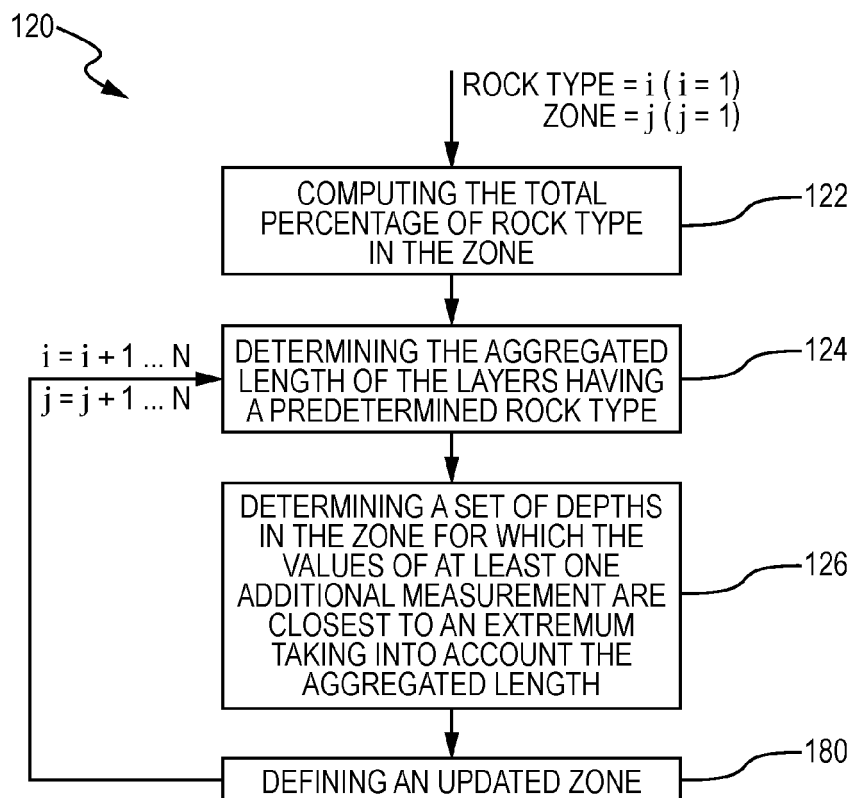 120
ROCK TYPE = i ( i = 1)
ZONE = j ( j = 1)
COMPUTING THE TOTAL
PERCENTAGE OF ROCK TYPE
IN THE ZONE
122
i = i + 1 ... N
j = j + 1 ... N
DETERMINING THE AGGREGATED
LENGTH OF THE LAYERS HAVING
A PREDETERMINED ROCK TYPE
124
DETERMINING A SET OF DEPTHS
IN THE ZONE FOR WHICH THE
VALUES OF AT LEAST ONE
ADDITIONAL MEASUREMENT ARE
CLOSEST TO AN EXTREMUM
TAKING INTO ACCOUNT THE
AGGREGATED LENGTH
126
DEFINING AN UPDATED ZONE
180